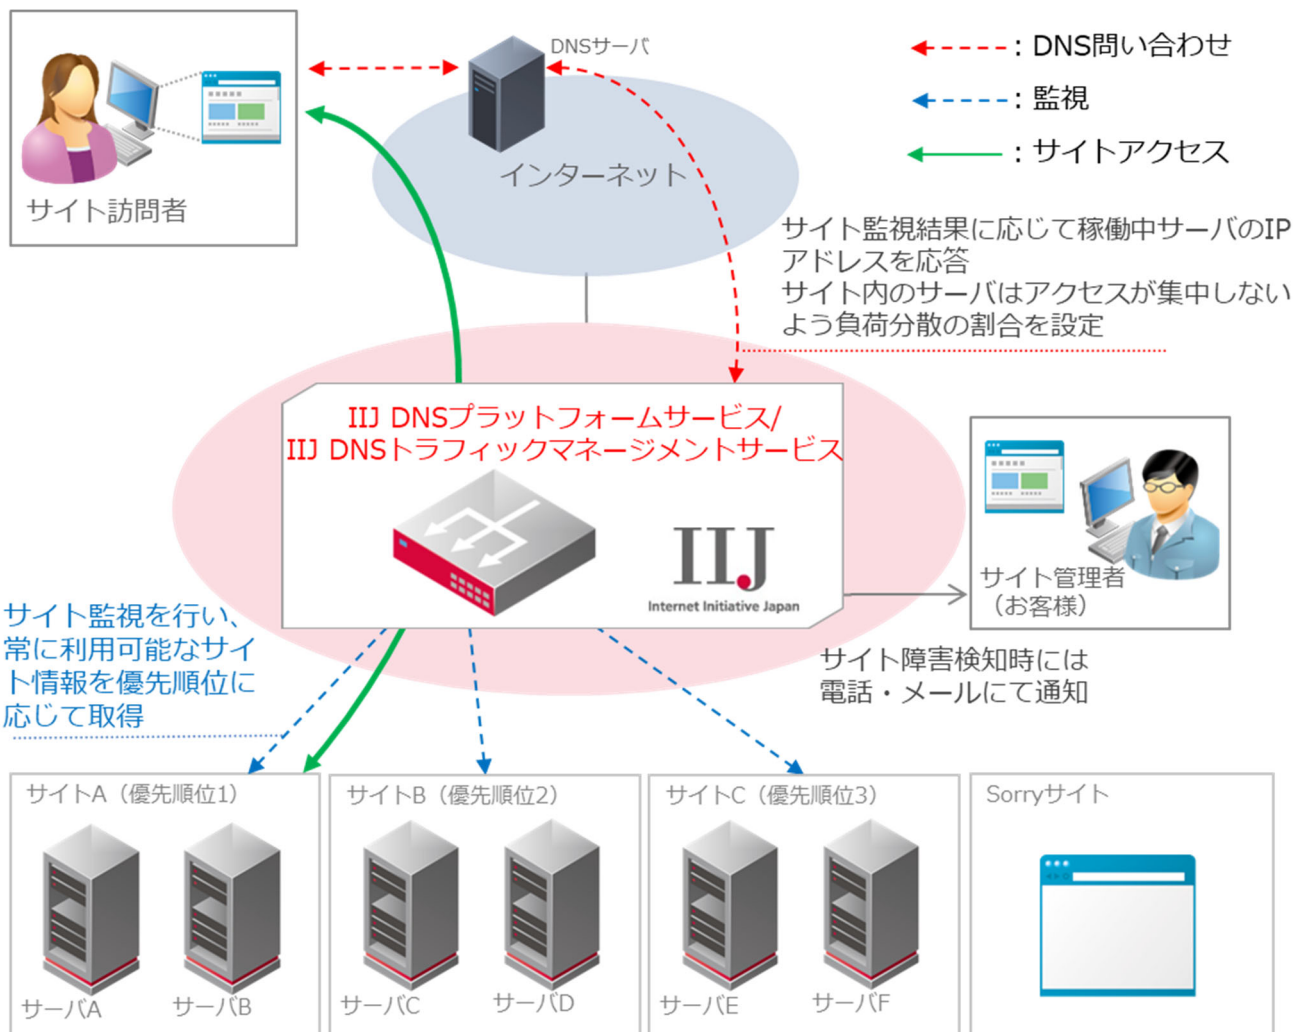 DNSサーバ
: DNS問い合わせ
: 監視
: サイトアクセス
サイト訪問者
インターネット
サイト監視結果に応じて稼働中サーバのIP
アドレスを応答
サイト内のサーバはアクセスが集中しない
よう負荷分散の割合を設定
IIJ DNSプラットフォームサービス/
IIJ DNSトラフィックマネージメントサービス
IIJ
Internet Initiative Japan
サイト管理者
（お客様）
サイト監視を行い、
常に利用可能なサイ
ト情報を優先順位に
応じて取得
サイト障害検知時には
電話・メールにて通知
サイトA（優先順位1）
サイトB（優先順位2）
サイトC（優先順位3）
Sorryサイト
サーバA
サーバB
サーバC
サーバD
サーバE
サーバF